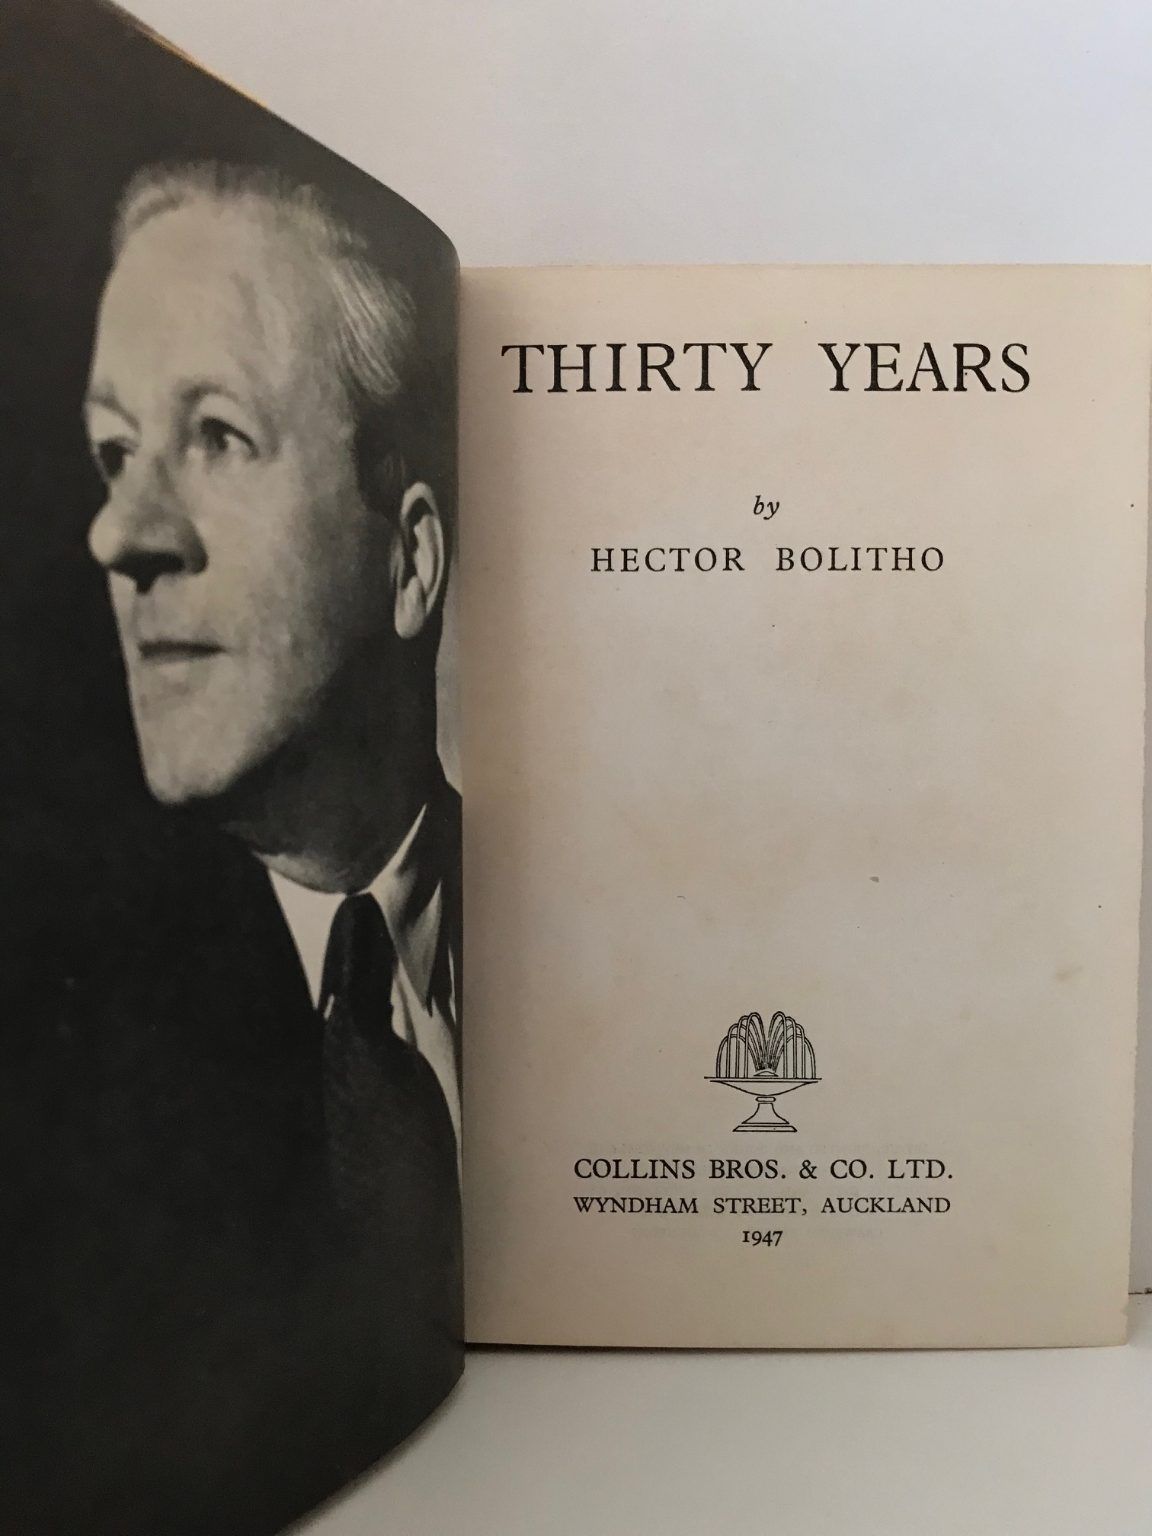 THIRTY YEARS
by
HECTOR BOLITHO
COLLINS BROS. & CO. LTD.
WYNDHAM STREET, AUCKLAND
1947